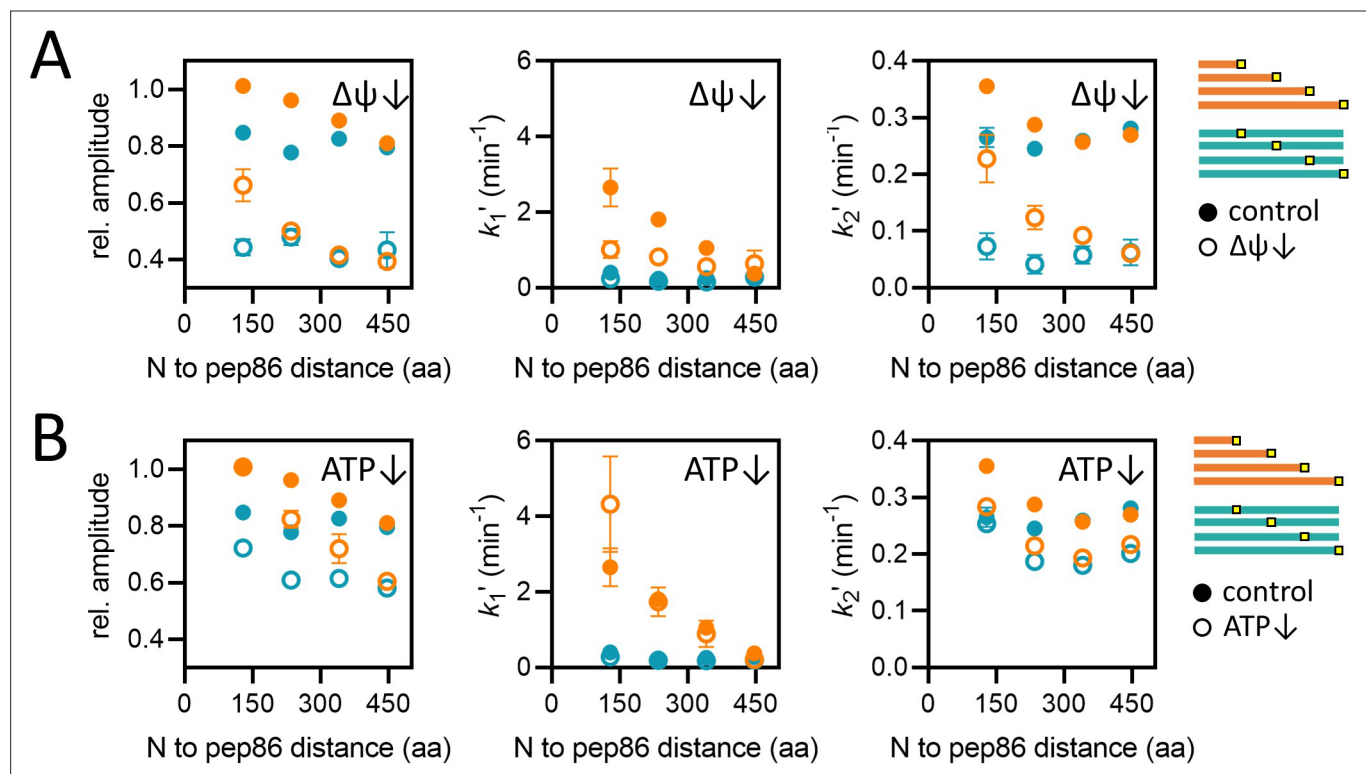 A
rel. amplitude
1.0
0.8
0.6
0.4
0 150 300 450
N to pep86 distance (aa)
Δψ↓
k₁' (min⁻¹)
6
4
2
0
0 150 300 450
N to pep86 distance (aa)
Δψ↓
k₂' (min⁻¹)
0.4
0.3
0.2
0.1
0.0
0 150 300 450
N to pep86 distance (aa)
Δψ↓
control
Δψ↓
B
rel. amplitude
1.0
0.8
0.6
0.4
0 150 300 450
N to pep86 distance (aa)
ATP↓
k₁' (min⁻¹)
6
4
2
0
0 150 300 450
N to pep86 distance (aa)
ATP↓
k₂' (min⁻¹)
0.4
0.3
0.2
0.1
0.0
0 150 300 450
N to pep86 distance (aa)
ATP↓
control
ATP↓